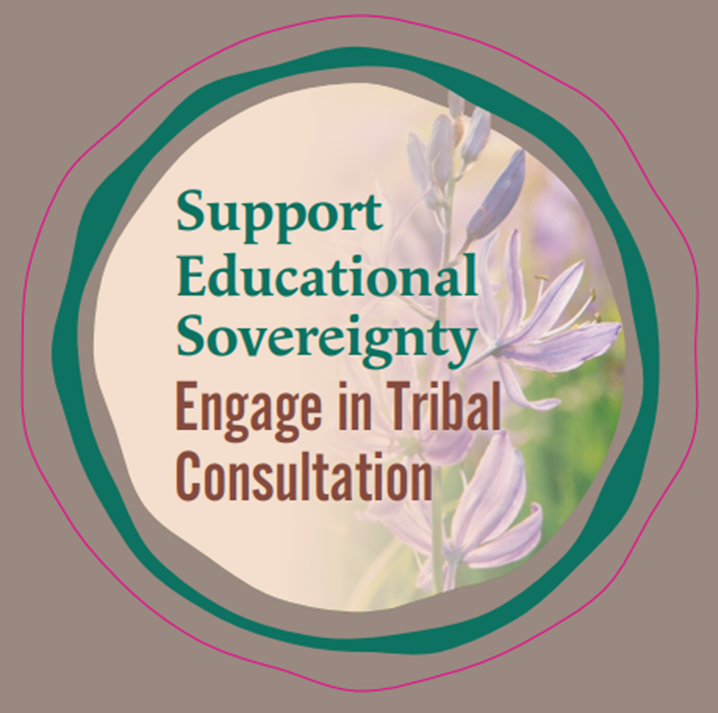 Support
Educational
Sovereignty
Engage in Tribal
Consultation